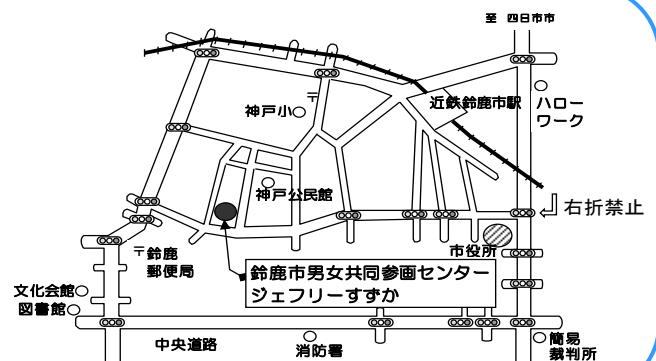 至 四日市市
近鉄鈴鹿市駅
ハロー
ワーク
〒
神戸小
神戸公民館
右折禁止
市役所
〒鈴鹿
郵便局
鈴鹿市男女共同参画センター
ジェフリーすずか
文化会館
図書館
中央道路
消防署
簡易
裁判所